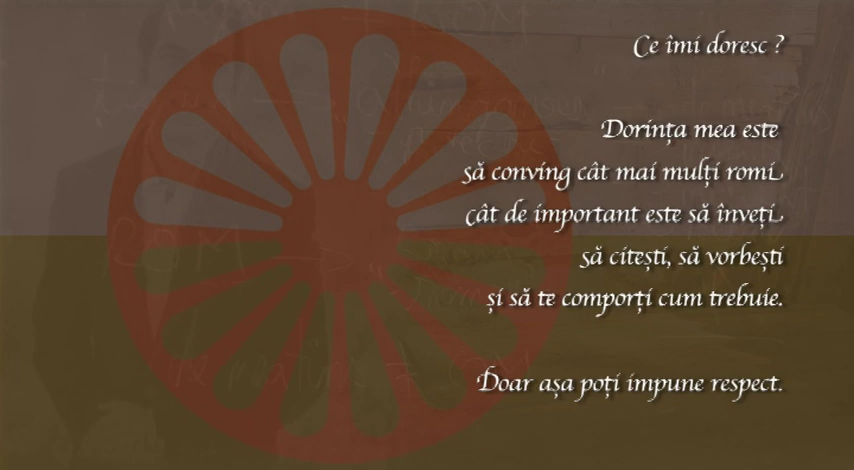 Ce îmi doresc ?
Dorința mea este
să conving cât mai mulți romi
cât de important este să înveți
să citești, să vorbești
și să te comporți cum trebuie.
Doar așa poți impune respect.
ROM